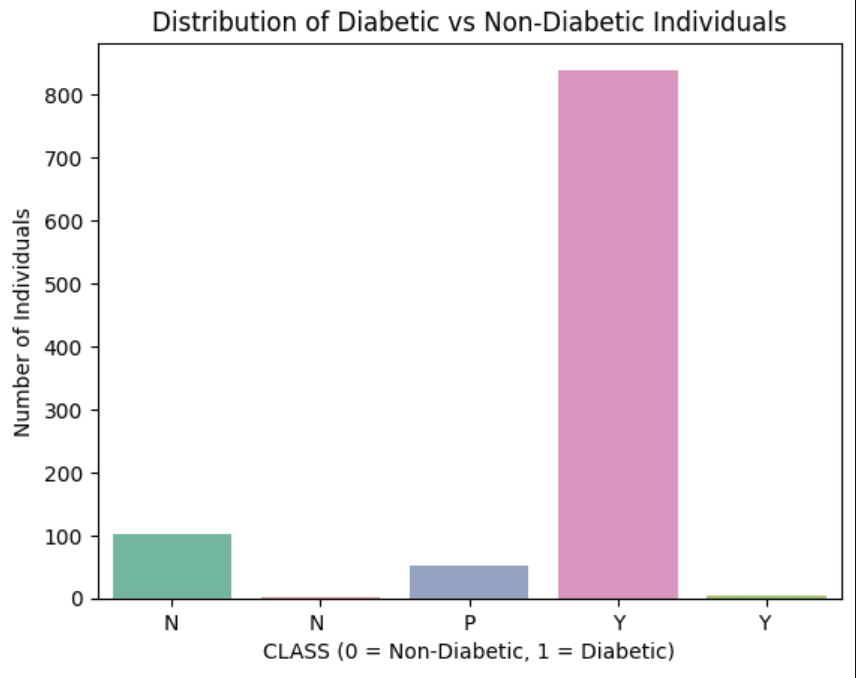 Distribution of Diabetic vs Non-Diabetic Individuals
Number of Individuals
800
700
600
500
400
300
200
100
0
N N P Y Y
CLASS (0 = Non-Diabetic, 1 = Diabetic)